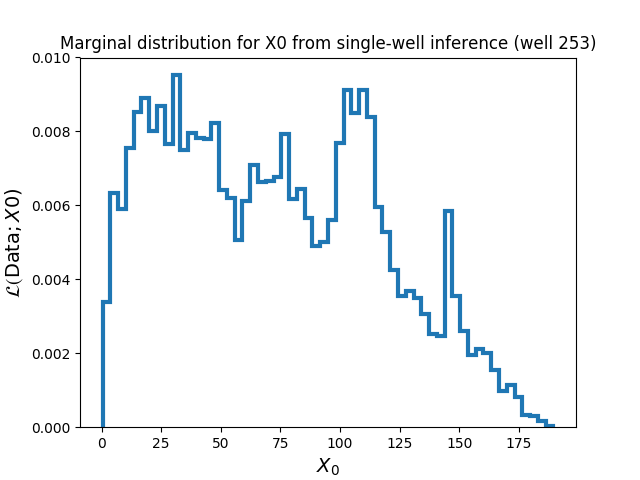 Marginal distribution for X0 from single-well inference (well 253)
0.010
0.008
0.006
0.004
0.002
0.000
ℒ(Data; X0)
0 25 50 75 100 125 150 175
X₀